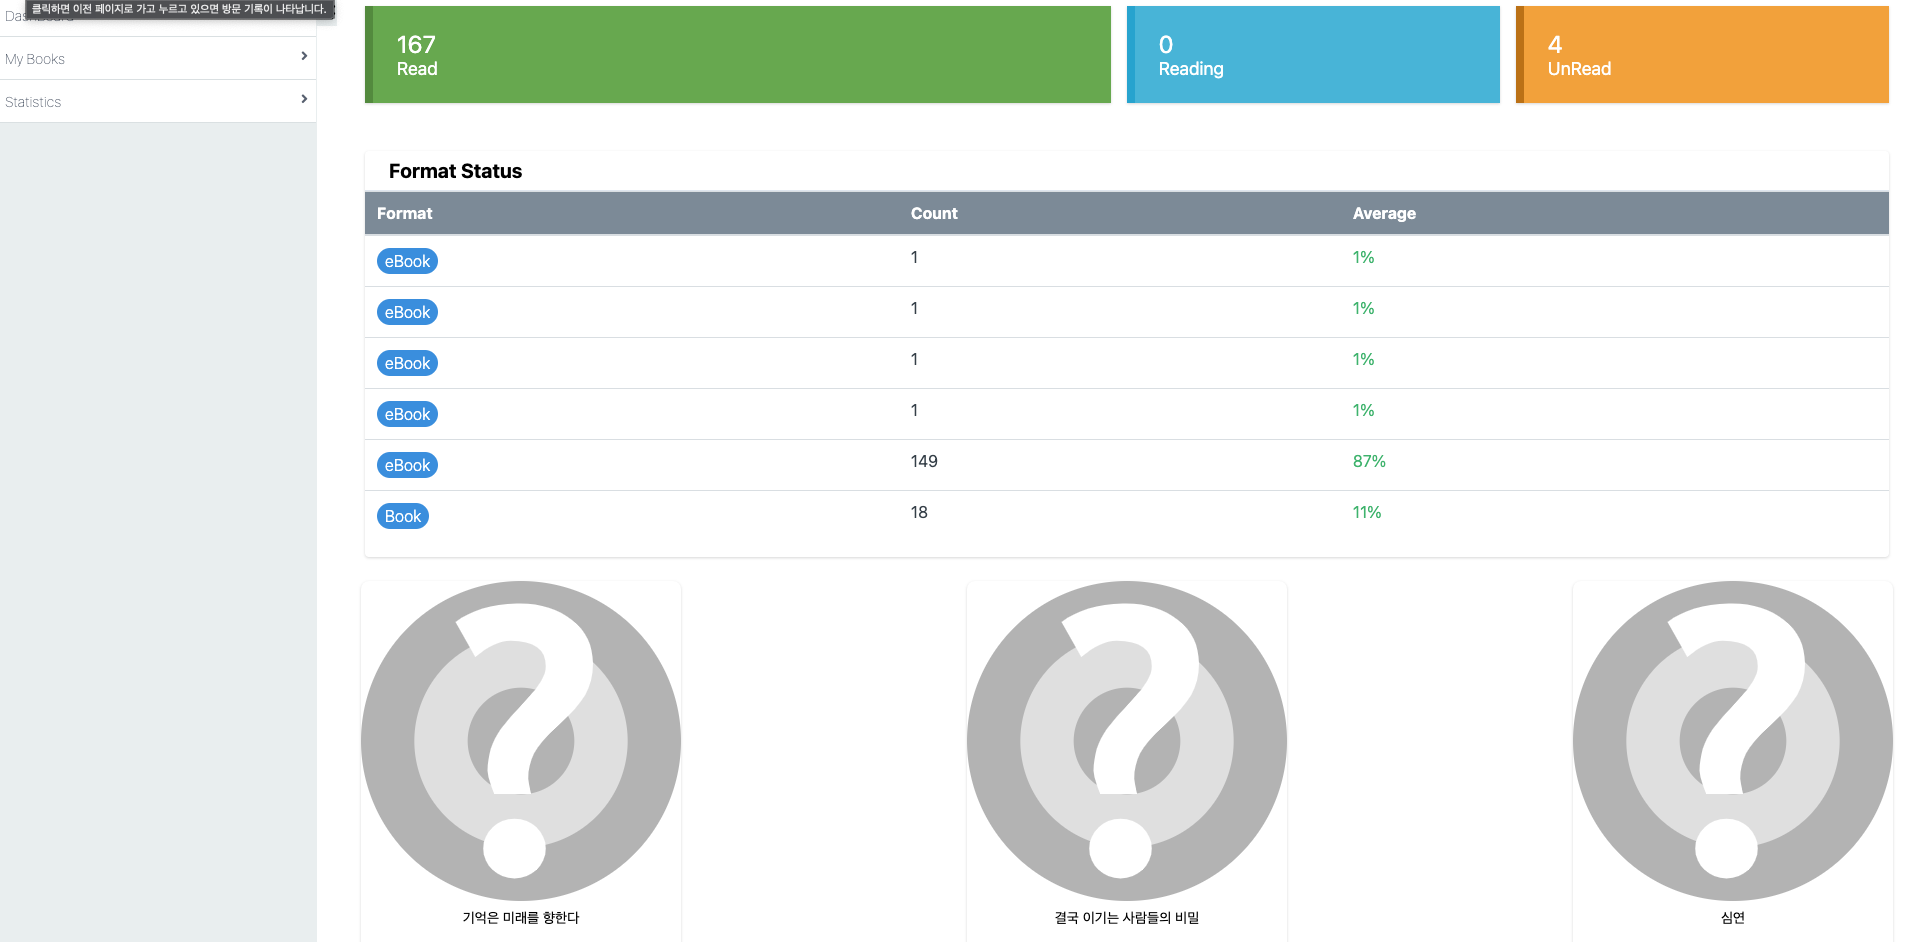 클릭하면 이전 페이지로 가고 누르고 있으면 방문 기록이 나타납니다.
Dashboard
My Books
Statistics
167
Read
0
Reading
4
UnRead
Format Status
Format Count Average
eBook 1 1%
eBook 1 1%
eBook 1 1%
eBook 1 1%
eBook 149 87%
Book 18 11%
기억은 미래를 향한다
결국 이기는 사람들의 비밀
심연